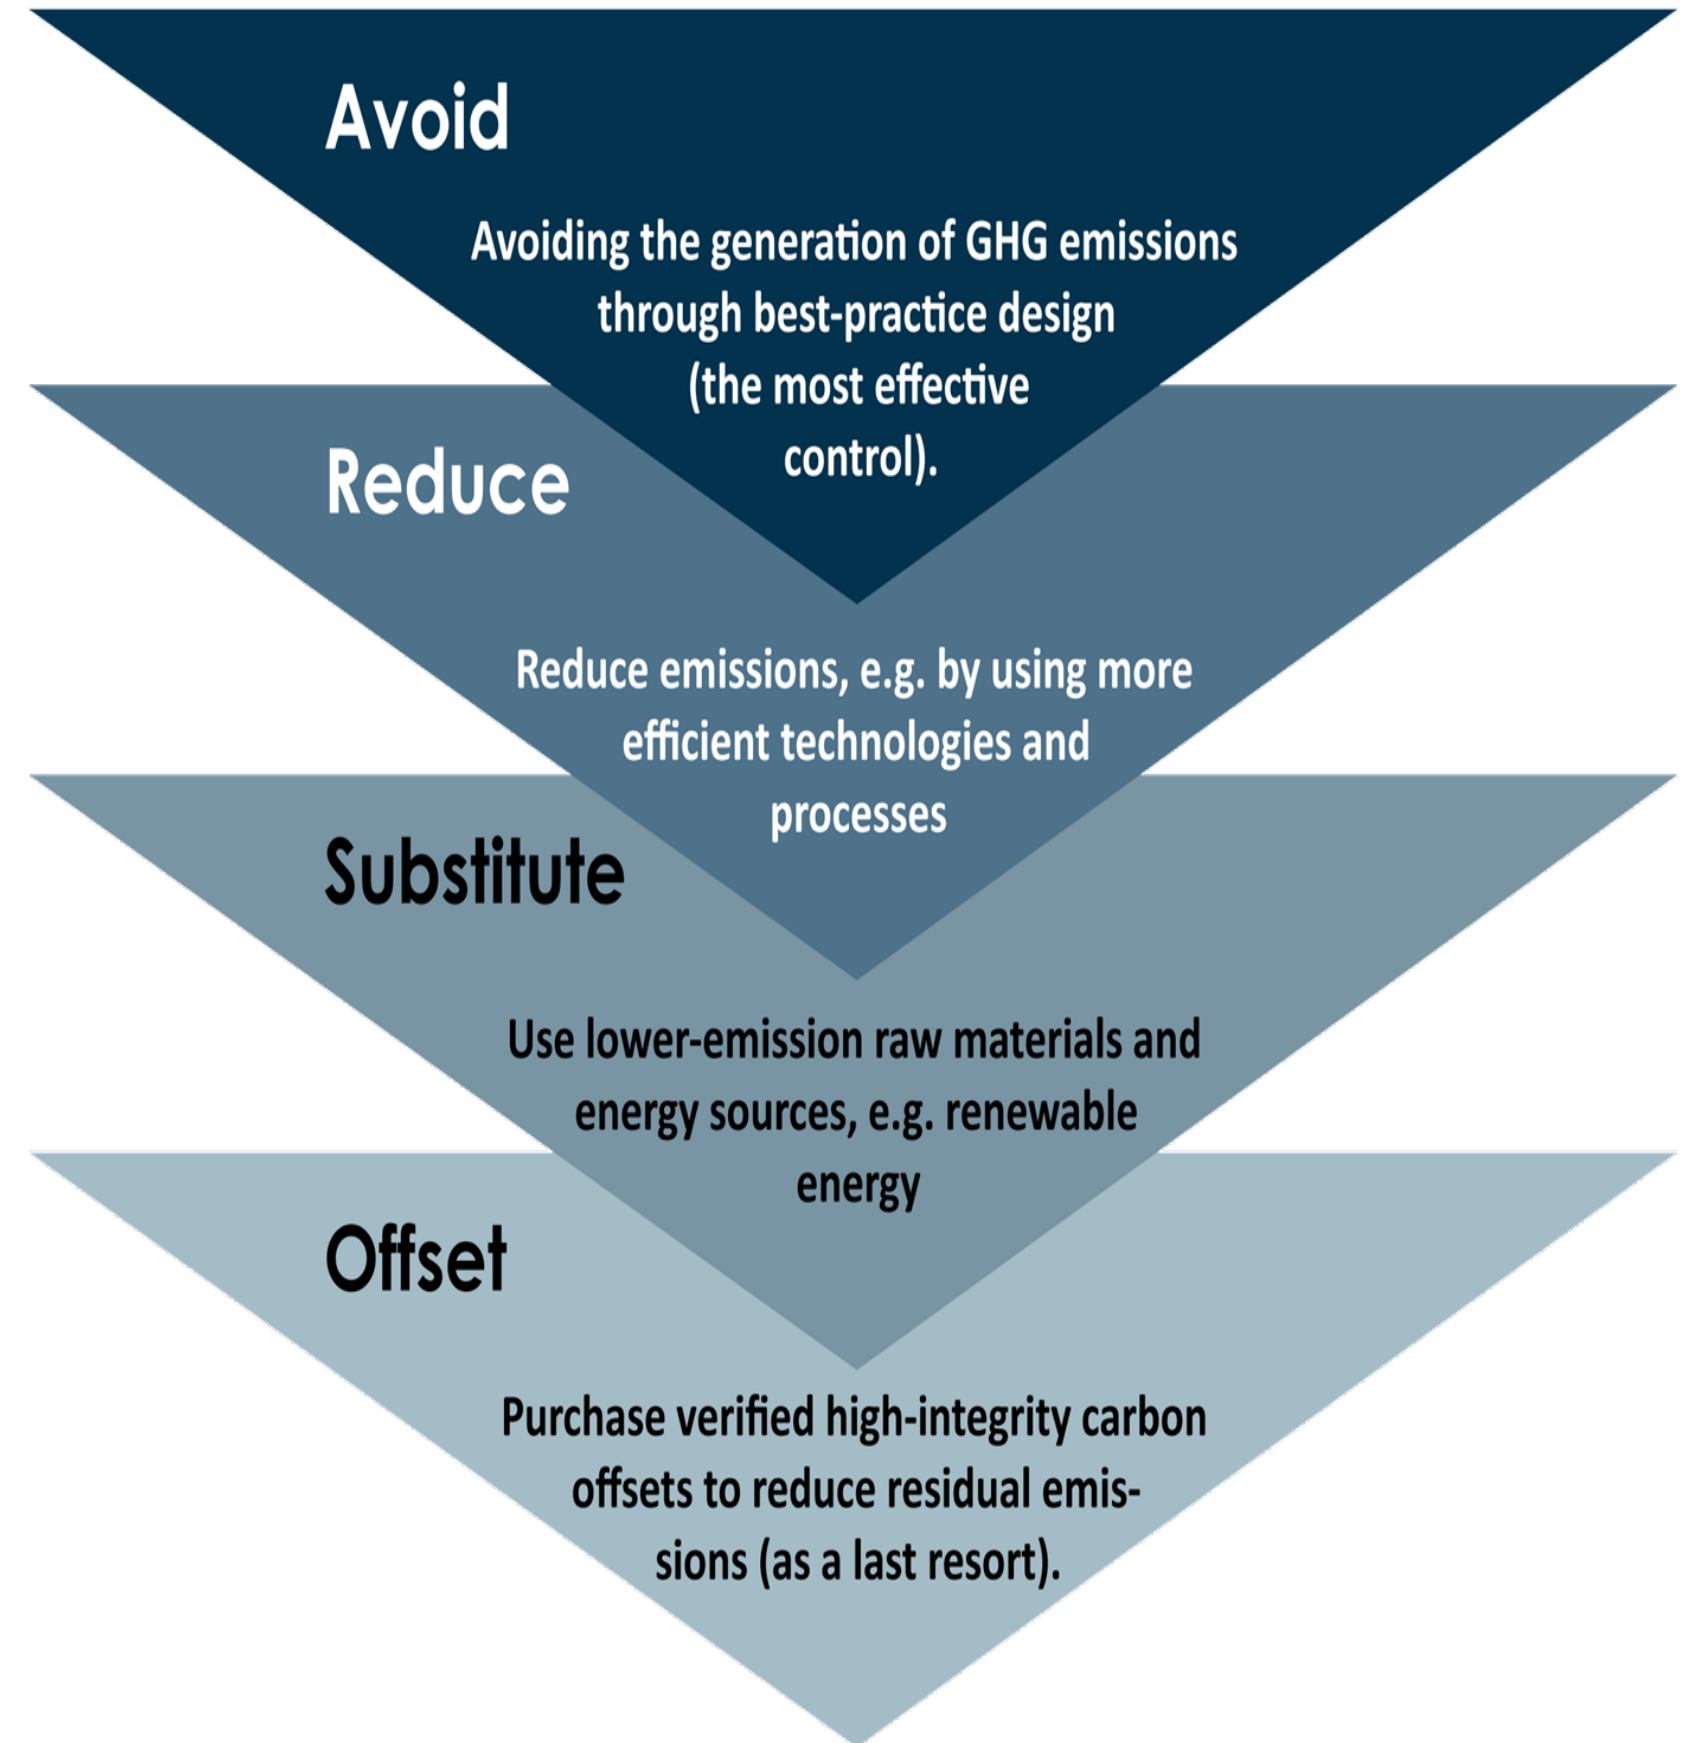 Avoid
Avoiding the generation of GHG emissions
through best-practice design
(the most effective
control).
Reduce
Reduce emissions, e.g. by using more
efficient technologies and
processes
Substitute
Use lower-emission raw materials and
energy sources, e.g. renewable
energy
Offset
Purchase verified high-integrity carbon
offsets to reduce residual emis-
sions (as a last resort).